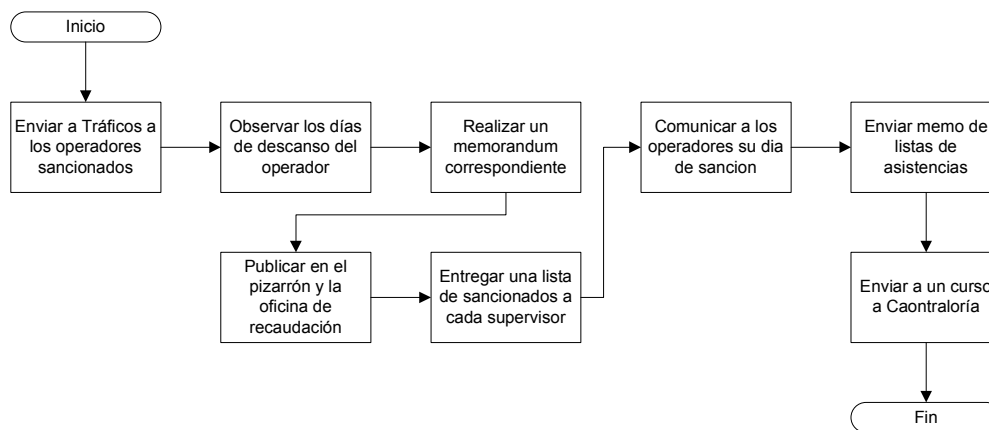 Inicio
Enviar a Tráficos a
los operadores
sancionados
Observar los días
de descanso del
operador
Realizar un
memorandum
correspondiente
Publicar en el
pizarrón y la
oficina de
recaudación
Entregar una lista
de sancionados a
cada supervisor
Comunicar a los
operadores su dia
de sancion
Enviar memo de
listas de
asistencias
Enviar a un curso
a Caontraloría
Fin